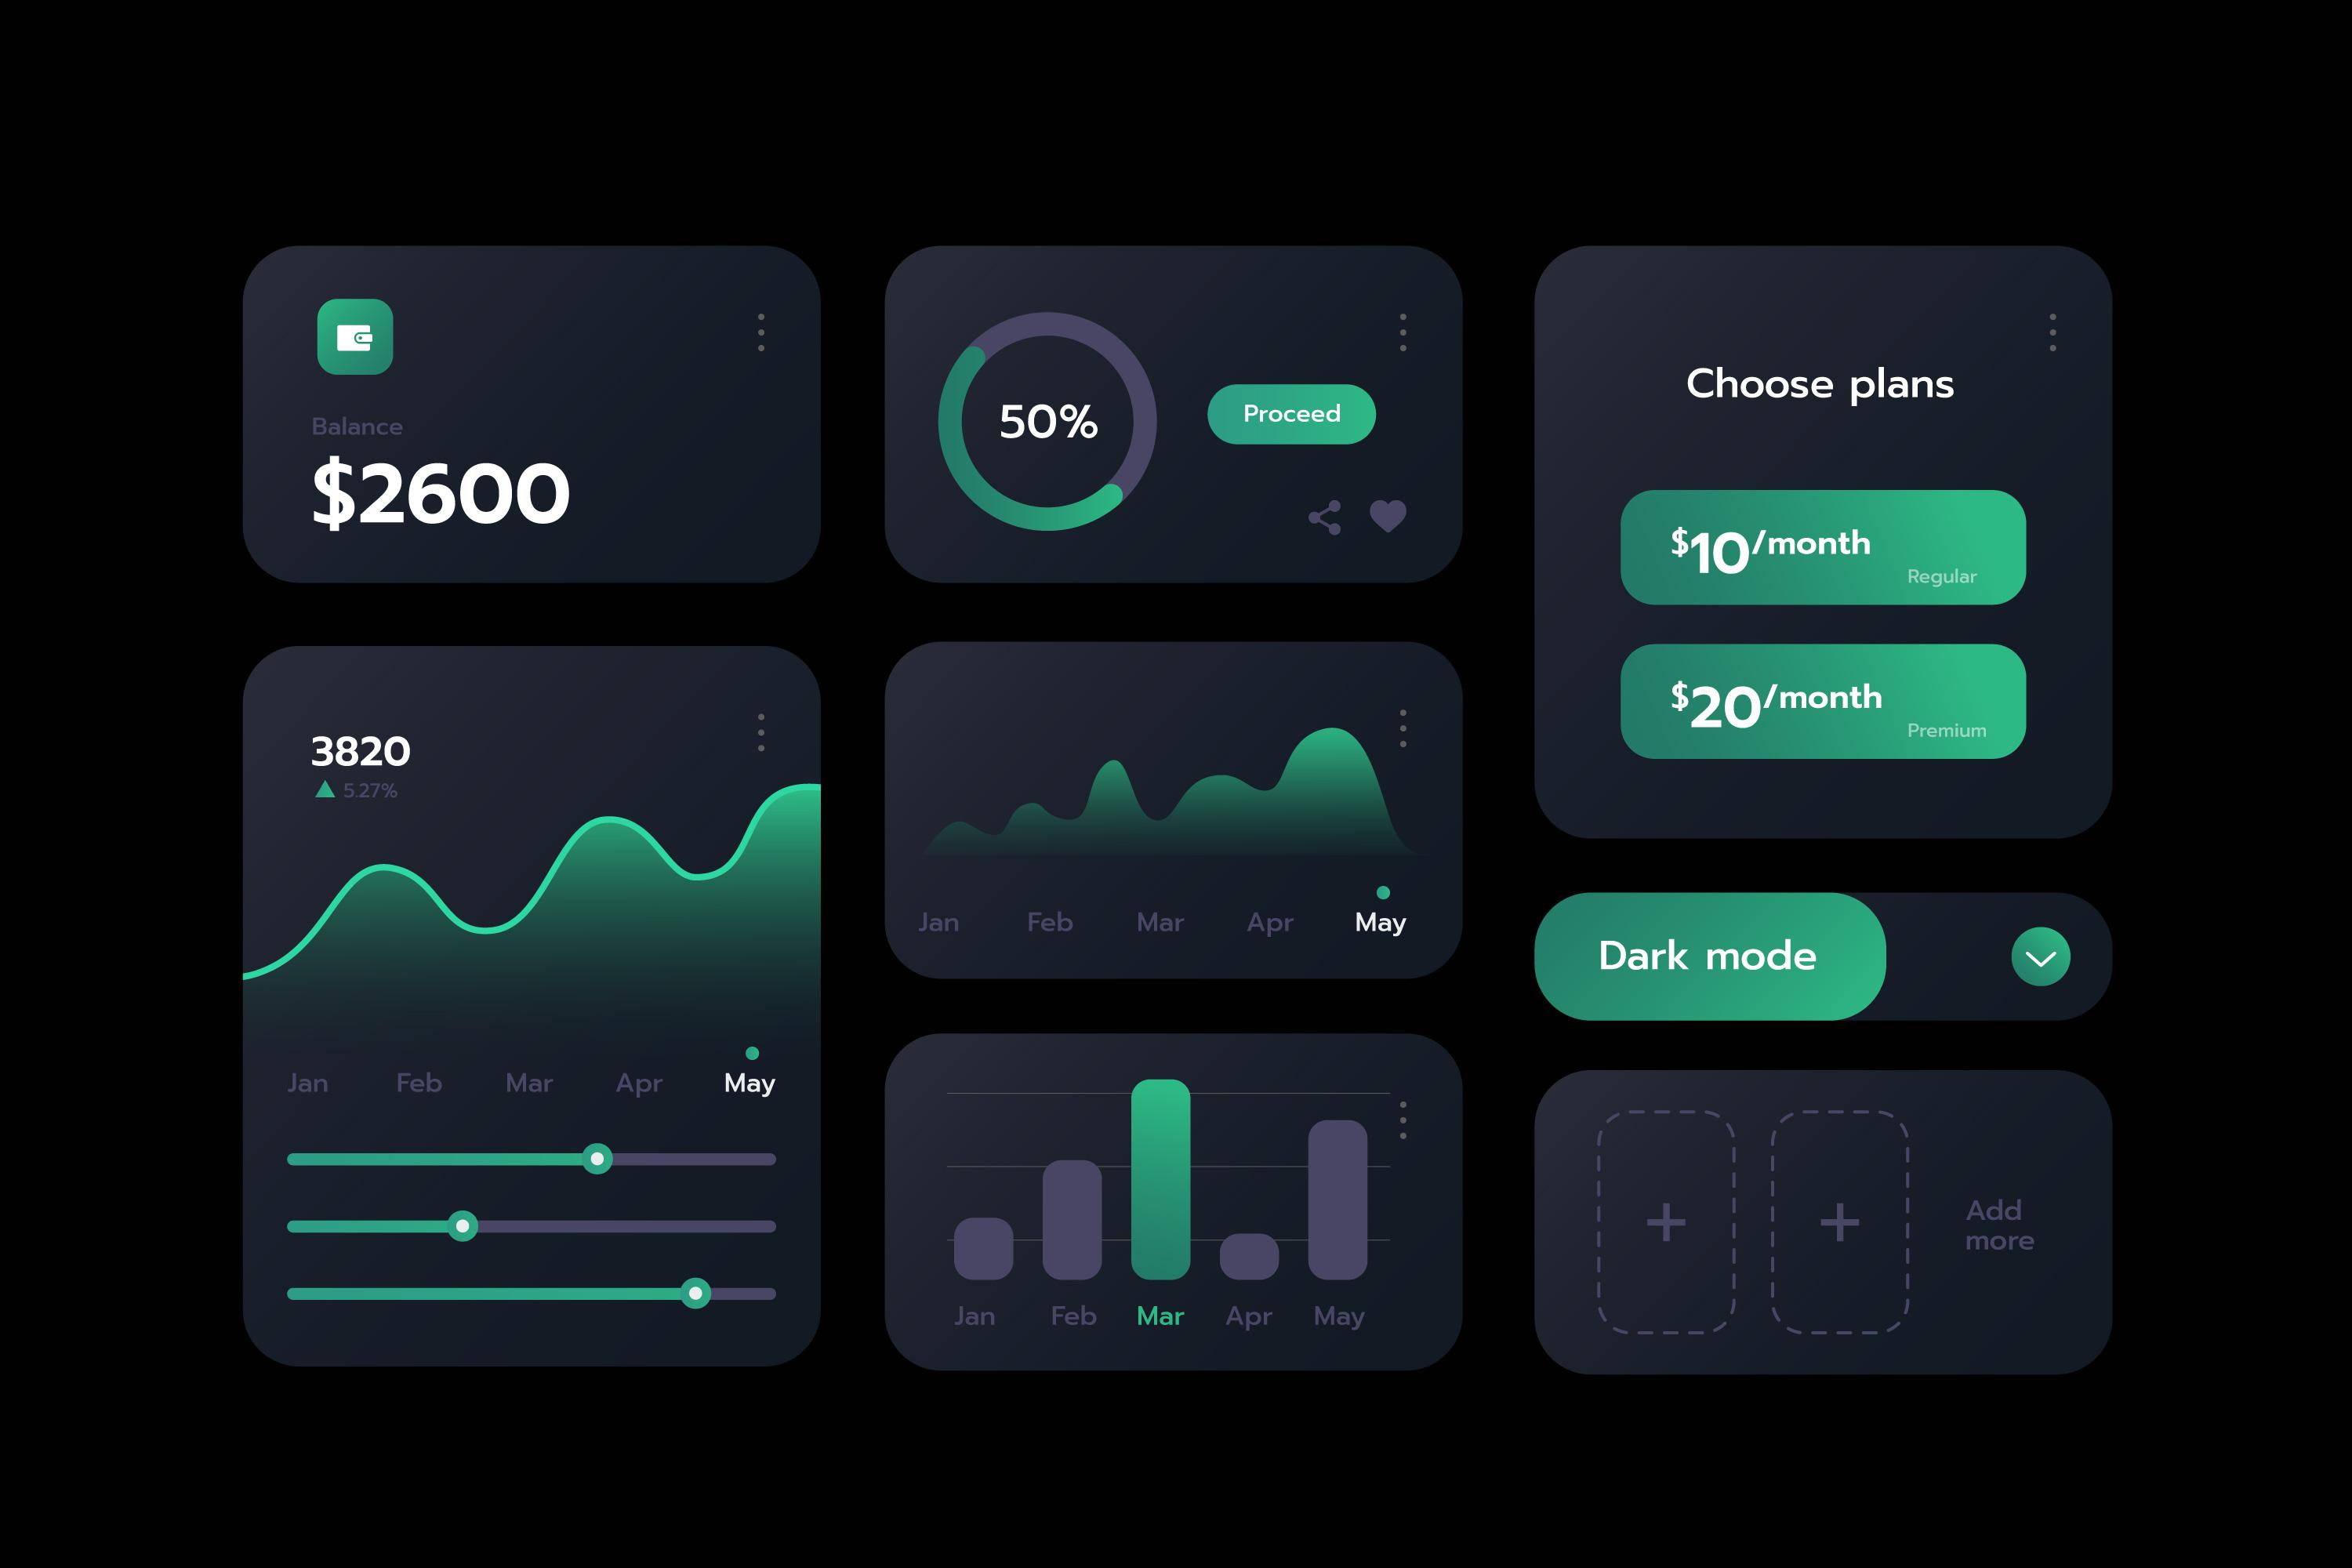 Balance
$2600
3820
5.27%
Jan Feb Mar Apr May
50%
Proceed
Jan Feb Mar Apr May
Jan Feb Mar Apr May
Choose plans
$10/month
Regular
$20/month
Premium
Dark mode
Add
more